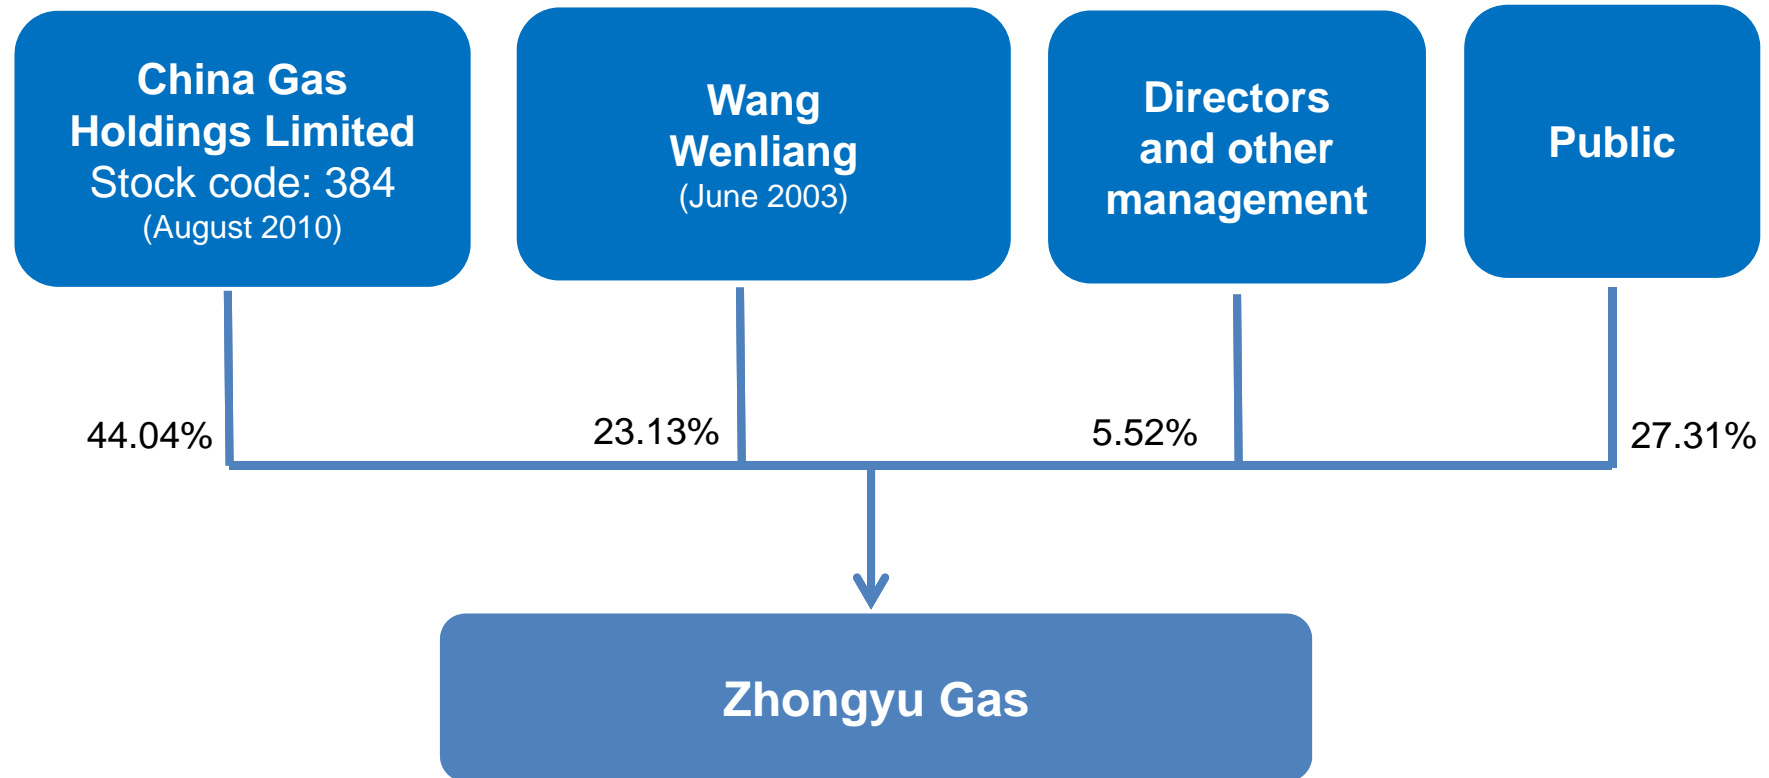 China Gas
Holdings Limited
Stock code: 384
(August 2010)
Wang
Wenliang
(June 2003)
Directors
and other
management
Public
44.04%
23.13%
5.52%
27.31%
Zhongyu Gas